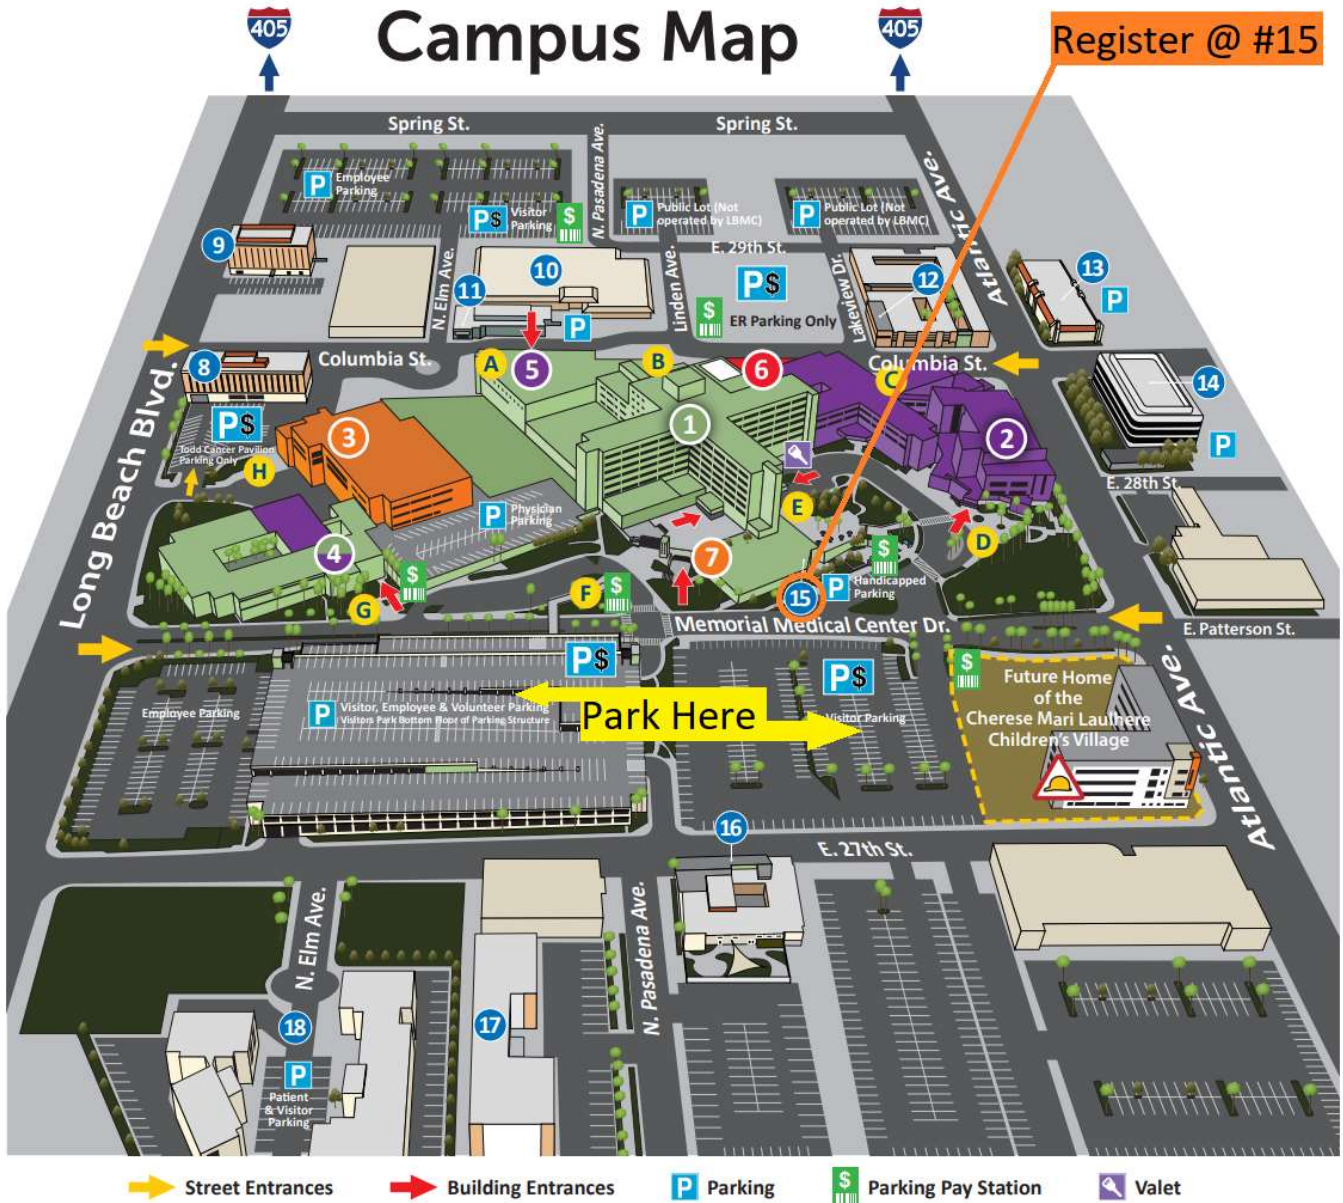 Campus Map
405
405
Register @ #15
Spring St.
Spring St.
N. Pasadena Ave.
Atlantic Ave.
P
Employee
Parking
P$
Visitor
Parking
$
P
Public Lot (Not
operated by LBMC)
P
Public Lot (Not
operated by LBMC)
9
N. Elm Ave.
10
11
P
Linden Ave.
E. 29th St.
P$
$
ER Parking Only
Lakeview Dr.
12
13
P
8
Columbia St.
A
5
B
6
Columbia St.
C
14
P
Long Beach Blvd.
P$
Todd Cancer Pavilion
Parking Only
H
3
1
2
E. 28th St.
P
Physician
Parking
E
D
4
$
G
F
$
7
15
P
Handicapped
Parking
$
Memorial Medical Center Dr.
E. Patterson St.
Employee Parking
P$
P
Visitor, Employee & Volunteer Parking
Visitors Park Bottom Floor of Parking Structure
Park Here
P$
Visitor Parking
$
Future Home
of the
Cherese Mari Laulhere
Children's Village
Atlantic Ave.
16
E. 27th St.
N. Elm Ave.
N. Pasadena Ave.
17
18
P
Patient
& Visitor
Parking
Street Entrances
Building Entrances
P
Parking
$
Parking Pay Station
Valet